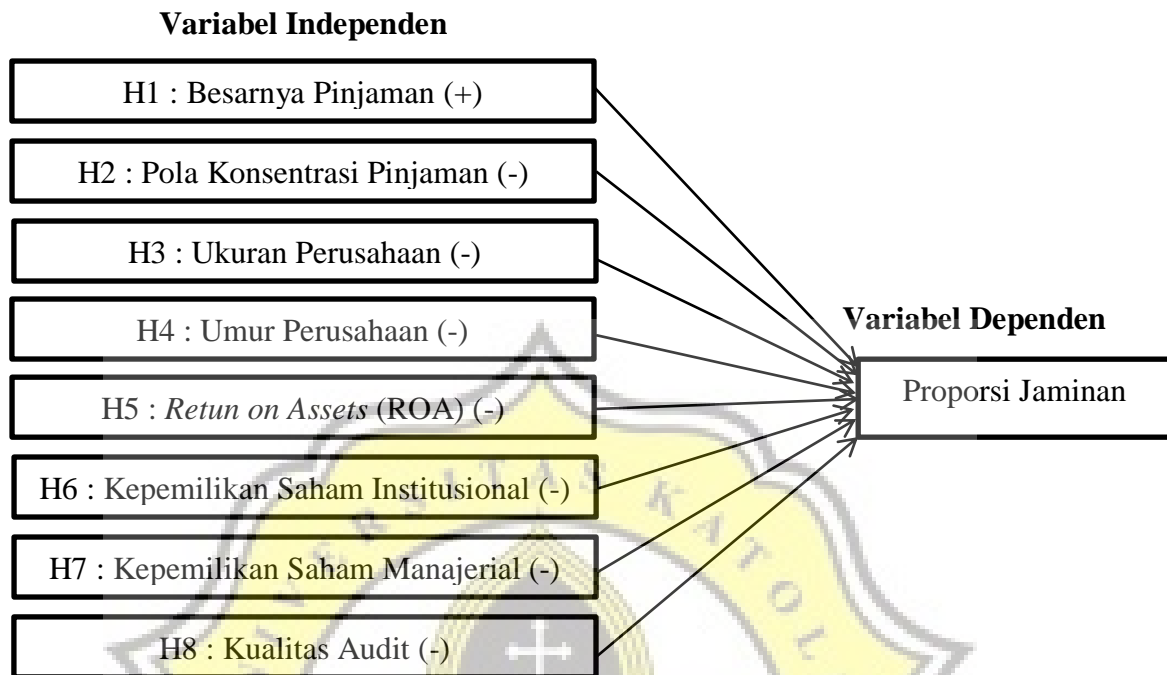 Variabel Independen
H1 : Besarnya Pinjaman (+)
H2 : Pola Konsentrasi Pinjaman (-)
H3 : Ukuran Perusahaan (-)
H4 : Umur Perusahaan (-)
H5 : Retun on Assets (ROA) (-)
H6 : Kepemilikan Saham Institusional (-)
H7 : Kepemilikan Saham Manajerial (-)
H8 : Kualitas Audit (-)
Variabel Dependen
Proporsi Jaminan